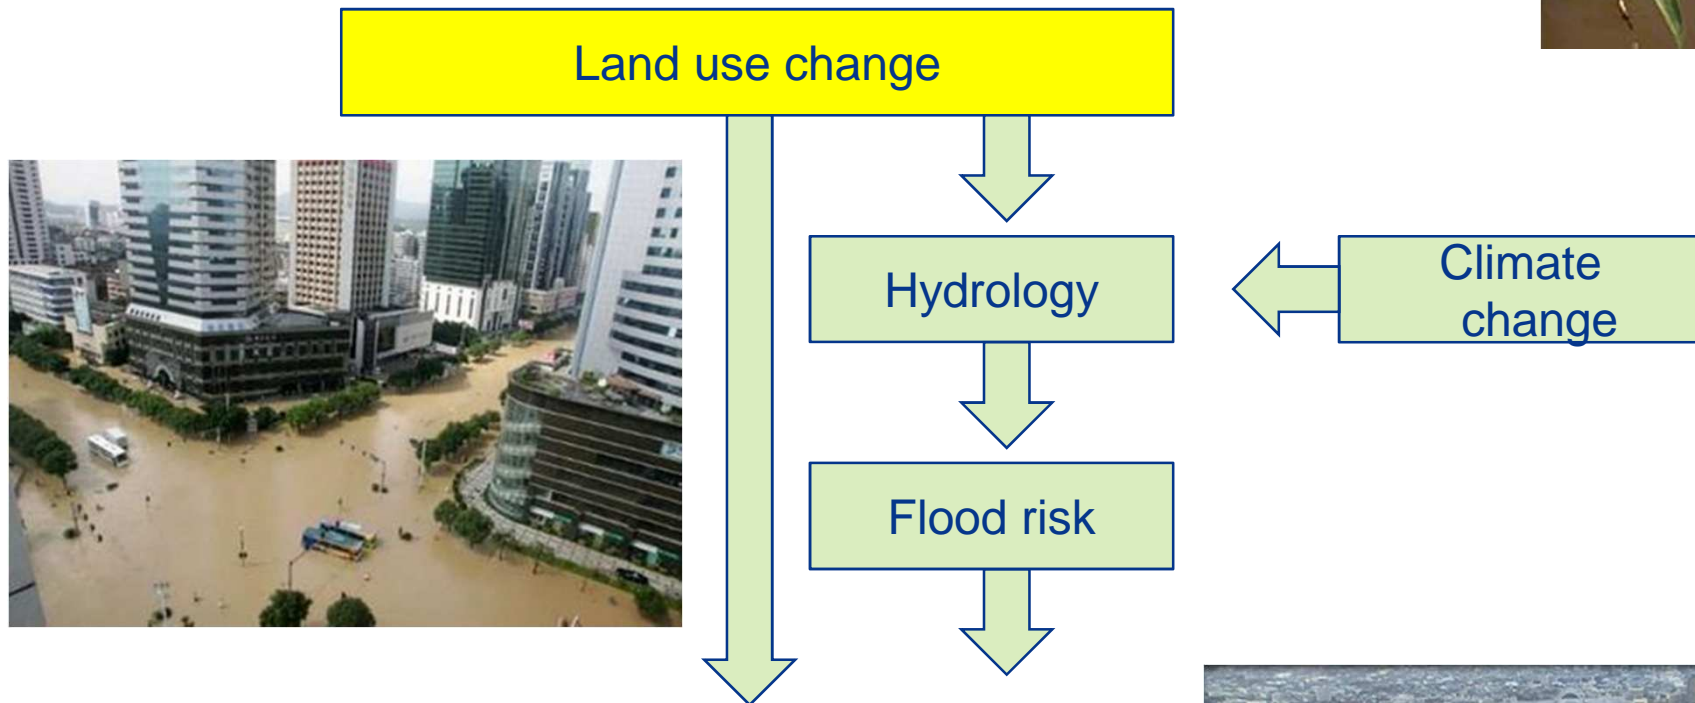 Land use change
Hydrology
Climate
change
Flood risk